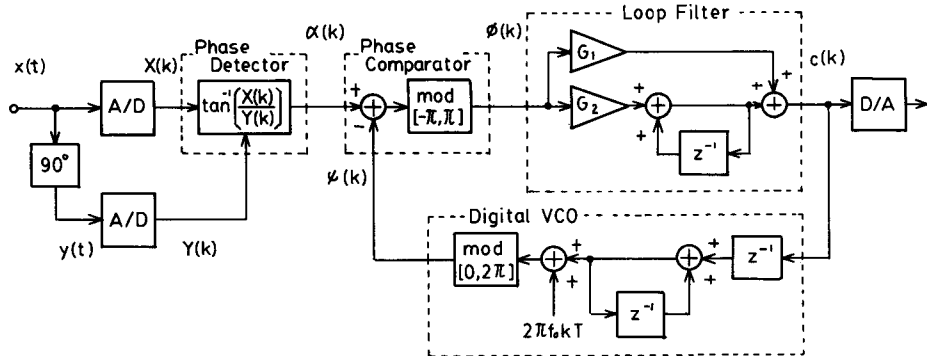 Loop Filter
x(t)
X(k)
Phase
Detector
α(k)
Phase
Comparator
ø(k)
c(k)
A/D
tan⁻¹(X(k)/Y(k))
+
-
+
mod
[-π,π]
G₁
G₂
+
+
+
+
+
z⁻¹
D/A
90°
A/D
y(t)
Y(k)
ψ(k)
Digital VCO
mod
[0,2π]
+
+
+
+
+
+
z⁻¹
z⁻¹
2πf₀kT